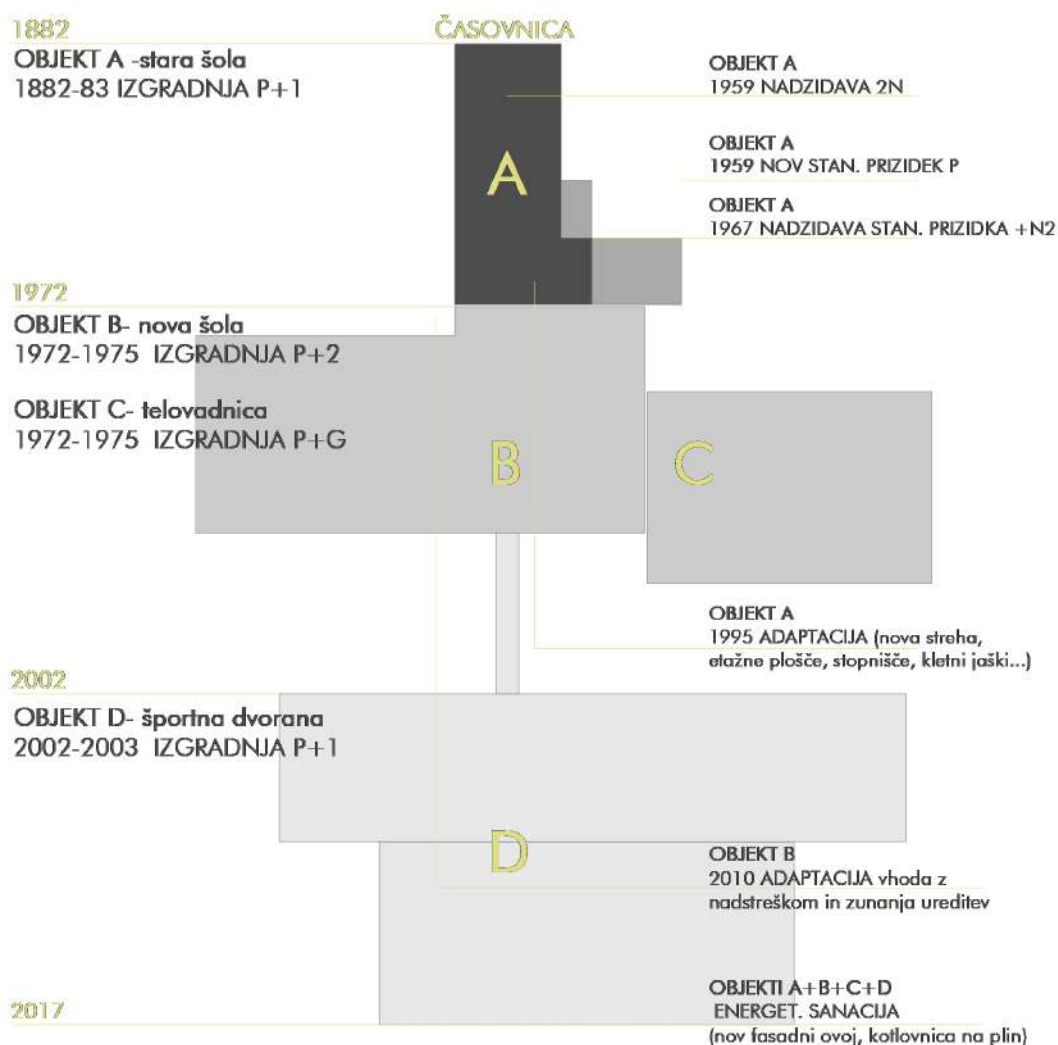 1882
ČASOVNICA
OBJEKT A -stara šola
1882-83 IZGRADNJA P+1
OBJEKT A
1959 NADZIDAVA 2N
A
OBJEKT A
1959 NOV STAN. PRIZIDEK P
OBJEKT A
1967 NADZIDAVA STAN. PRIZIDKA +N2
1972
OBJEKT B- nova šola
1972-1975 IZGRADNJA P+2
OBJEKT C- telovadnica
1972-1975 IZGRADNJA P+G
B
C
OBJEKT A
1995 ADAPTACIJA (nova streha,
etažne plošče, stopnišče, kletni jaški...)
2002
OBJEKT D- športna dvorana
2002-2003 IZGRADNJA P+1
D
OBJEKT B
2010 ADAPTACIJA vhoda z
nadstreškom in zunanja ureditev
2017
OBJEKTI A+B+C+D
ENERGET. SANACIJA
(nov fasadni ovoj, kotlovnica na plin)